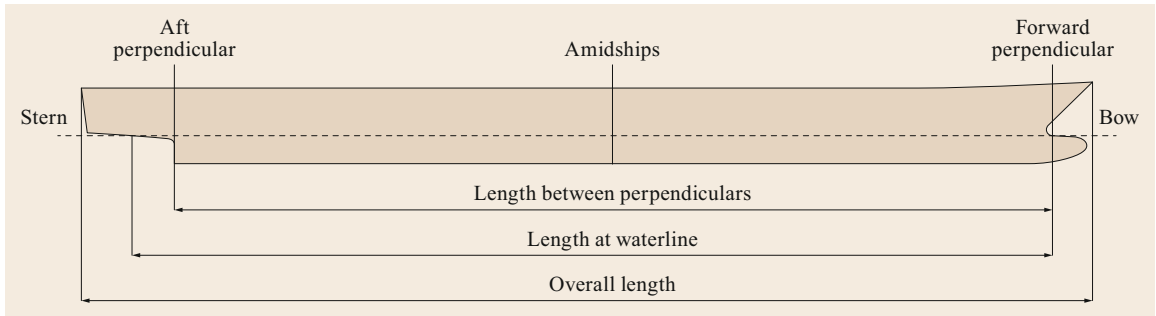 Aft
perpendicular
Amidships
Forward
perpendicular
Stern
Bow
Length between perpendiculars
Length at waterline
Overall length